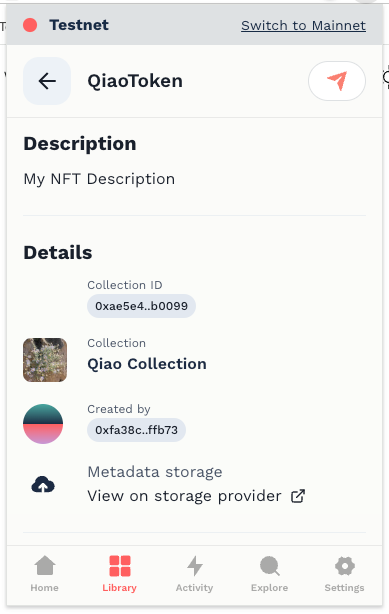 Testnet
Switch to Mainnet
QiaoToken
Description
My NFT Description
Details
Collection ID
0xae5e4..b0099
Collection
Qiao Collection
Created by
0xfa38c..ffb73
Metadata storage
View on storage provider
Home
Library
Activity
Explore
Settings